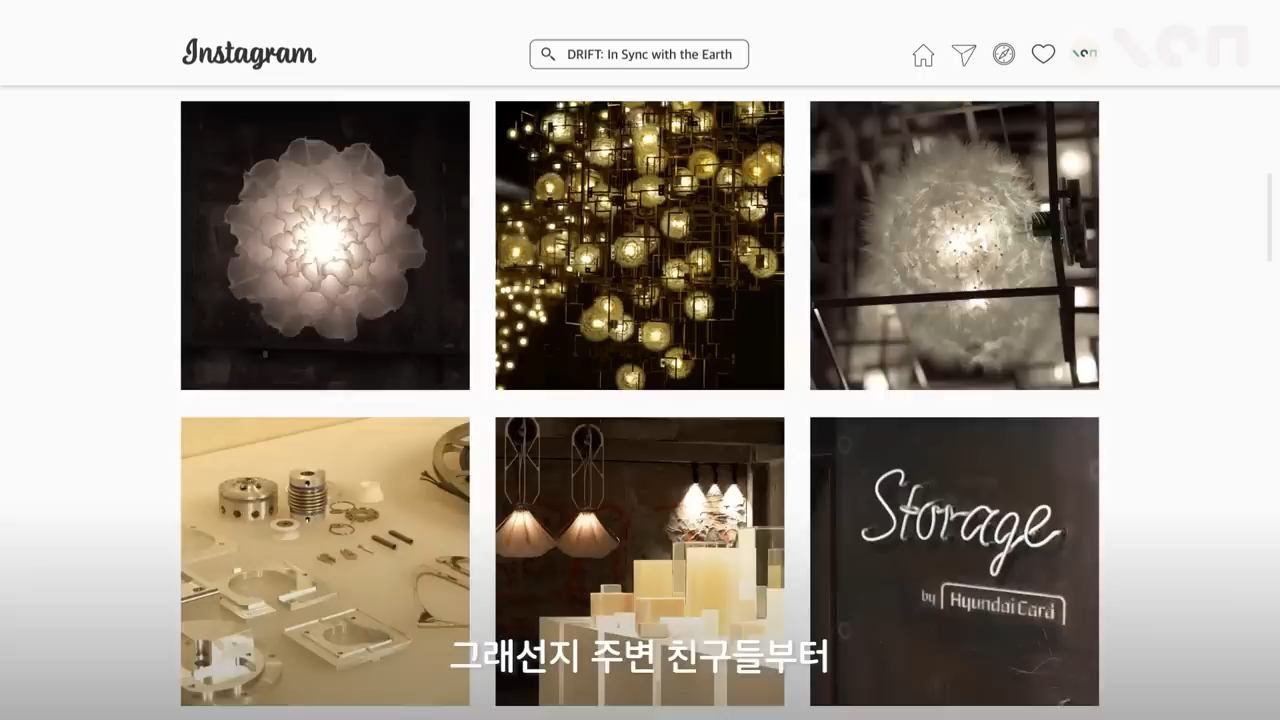 Instagram
DRIFT: In Sync with the Earth
Storage
by Hyundai Card
그래선지 주변 친구들부터